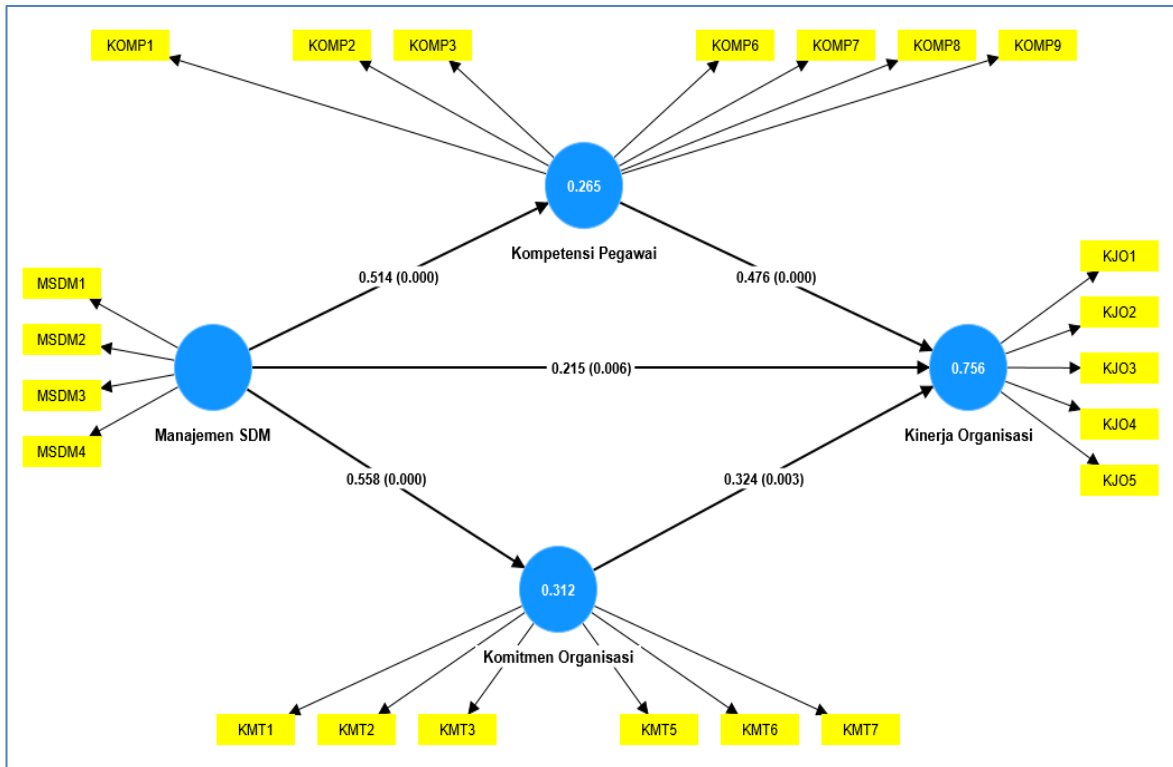 KOMP1
KOMP2
KOMP3
KOMP6
KOMP7
KOMP8
KOMP9
0.265
Kompetensi Pegawai
0.514 (0.000)
0.476 (0.000)
MSDM1
MSDM2
MSDM3
MSDM4
Manajemen SDM
0.215 (0.006)
KJO1
KJO2
KJO3
KJO4
KJO5
0.756
Kinerja Organisasi
0.558 (0.000)
0.324 (0.003)
0.312
Komitmen Organisasi
KMT1
KMT2
KMT3
KMT5
KMT6
KMT7